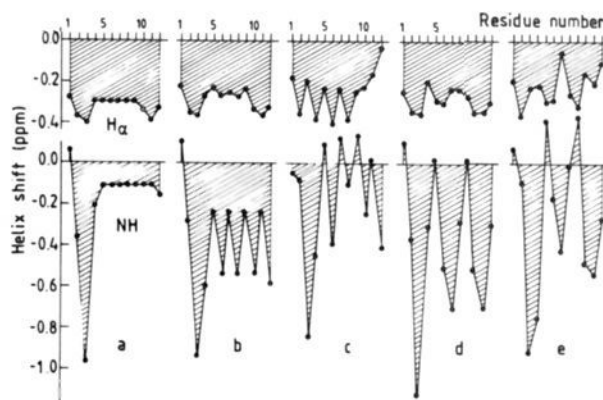 Residue number
1 5 10 1 5 10 1 5 10 1 5 10 1 5 10
Helix shift (ppm)
0.0
-0.2
-0.4
Hα
0.0
-0.2
-0.4
-0.6
-0.8
-1.0
NH
a b c d e